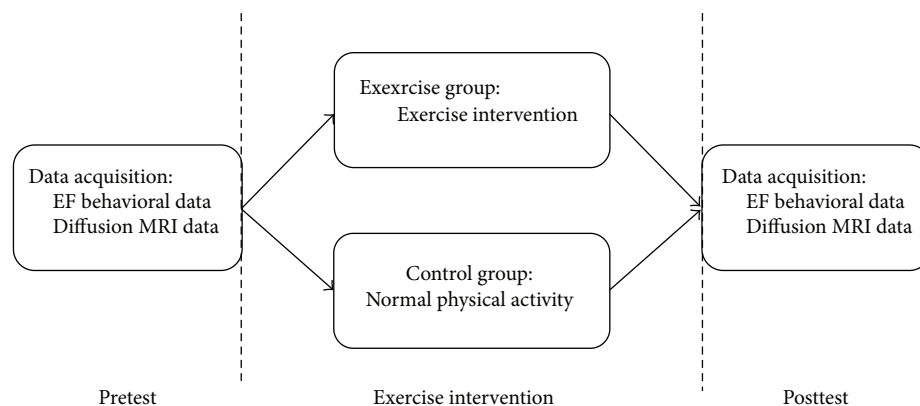 Data acquisition:
EF behavioral data
Diffusion MRI data
Exexrcise group:
Exercise intervention
Control group:
Normal physical activity
Data acquisition:
EF behavioral data
Diffusion MRI data
Pretest
Exercise intervention
Posttest